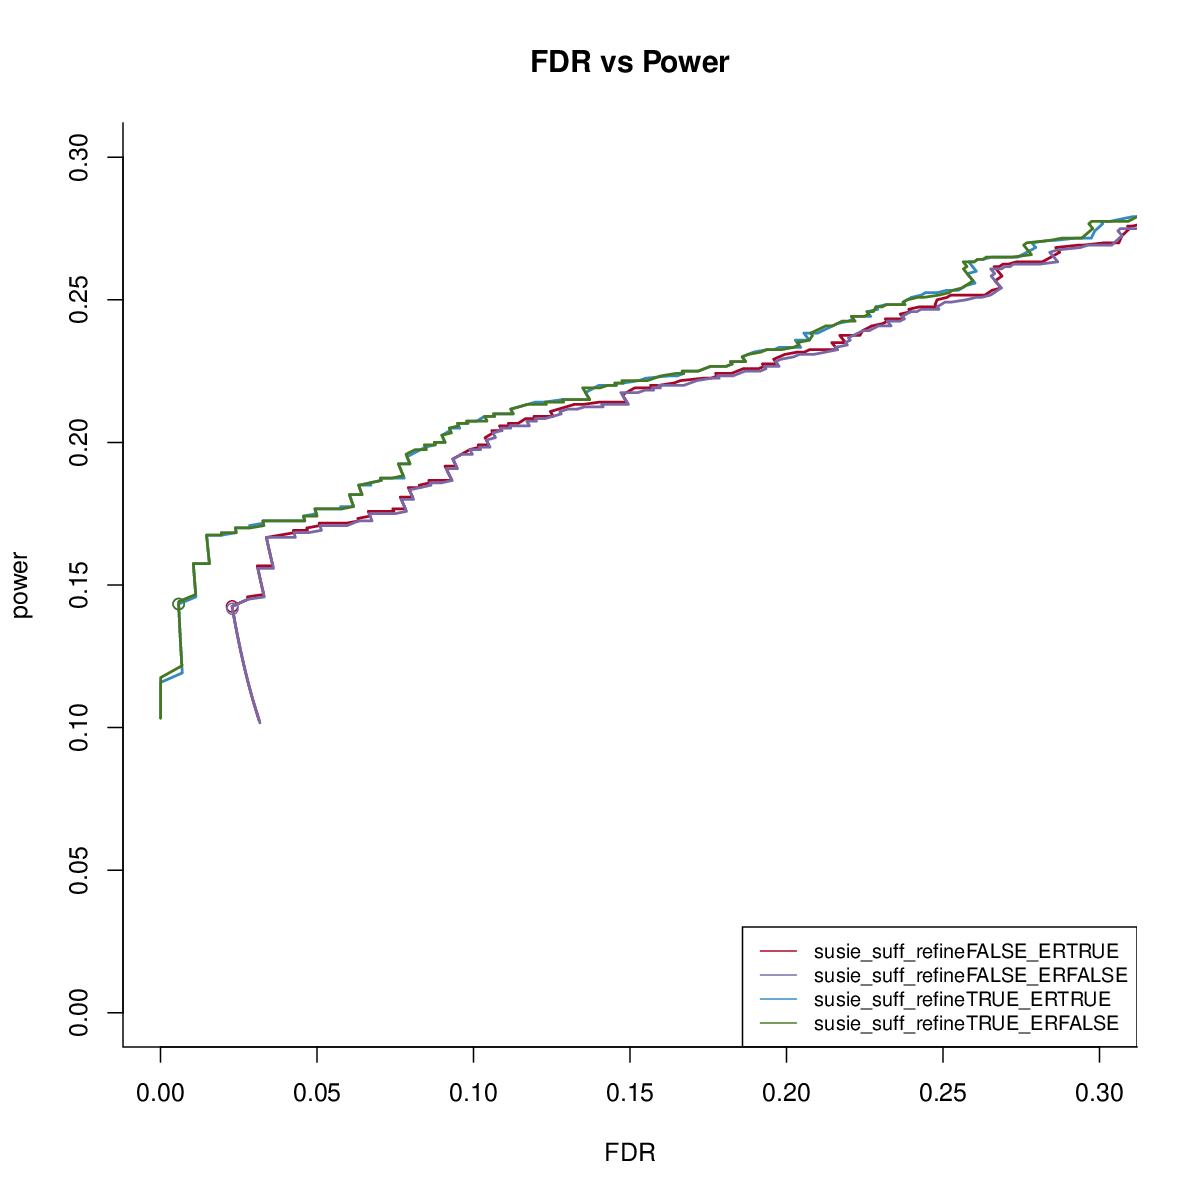 FDR vs Power
power
0.30
0.25
0.20
0.15
0.10
0.05
0.00
susie_suff_refineFALSE_ERTRUE
susie_suff_refineFALSE_ERFALSE
susie_suff_refineTRUE_ERTRUE
susie_suff_refineTRUE_ERFALSE
0.00 0.05 0.10 0.15 0.20 0.25 0.30
FDR